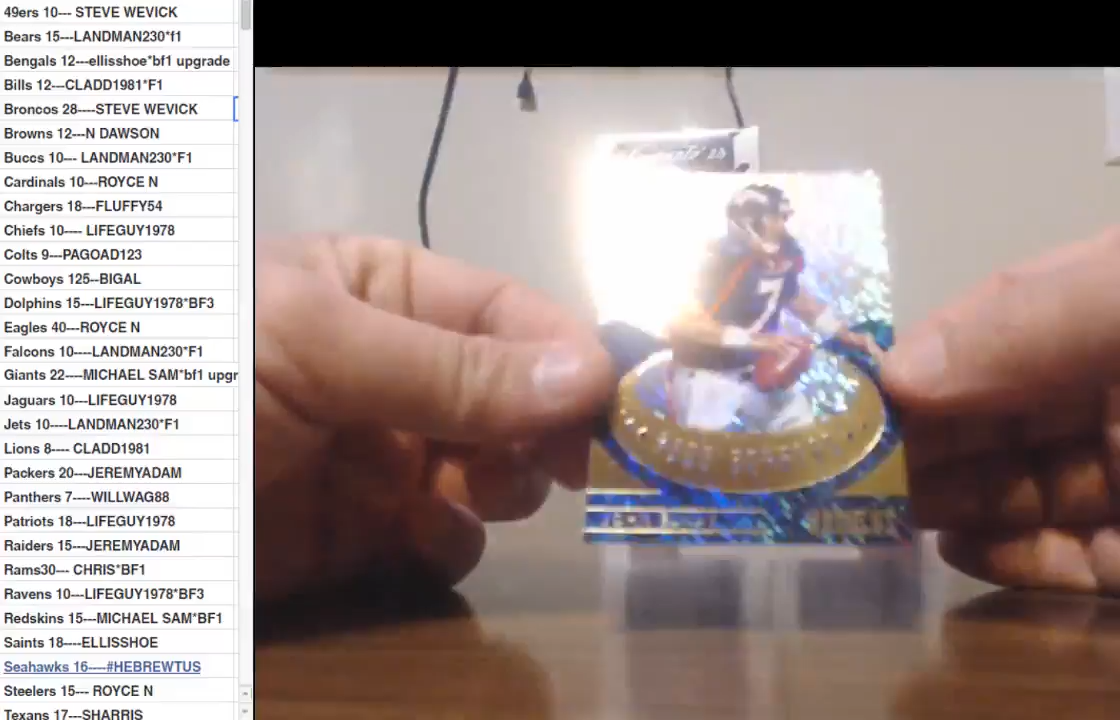 49ers 10--- STEVE WEVICK
Bears 15---LANDMAN230*f1
Bengals 12---ellisshoe*bf1 upgrade
Bills 12---CLADD1981*F1
Broncos 28----STEVE WEVICK
Browns 12---N DAWSON
Buccs 10--- LANDMAN230*F1
Cardinals 10---ROYCE N
Chargers 18---FLUFFY54
Chiefs 10---- LIFEGUY1978
Colts 9---PAGOAD123
Cowboys 125--BIGAL
Dolphins 15---LIFEGUY1978*BF3
Eagles 40---ROYCE N
Falcons 10----LANDMAN230*F1
Giants 22----MICHAEL SAM*bf1 upgr
Jaguars 10---LIFEGUY1978
Jets 10----LANDMAN230*F1
Lions 8---- CLADD1981
Packers 20---JEREMYADAM
Panthers 7----WILLWAG88
Patriots 18----LIFEGUY1978
Raiders 15---JEREMYADAM
Rams30--- CHRIS*BF1
Ravens 10---LIFEGUY1978*BF3
Redskins 15---MICHAEL SAM*BF1
Saints 18----ELLISSHOE
Seahawks 16----#HEBREWTUS
Steelers 15--- ROYCE N
Texans 17---SHARRIS
7